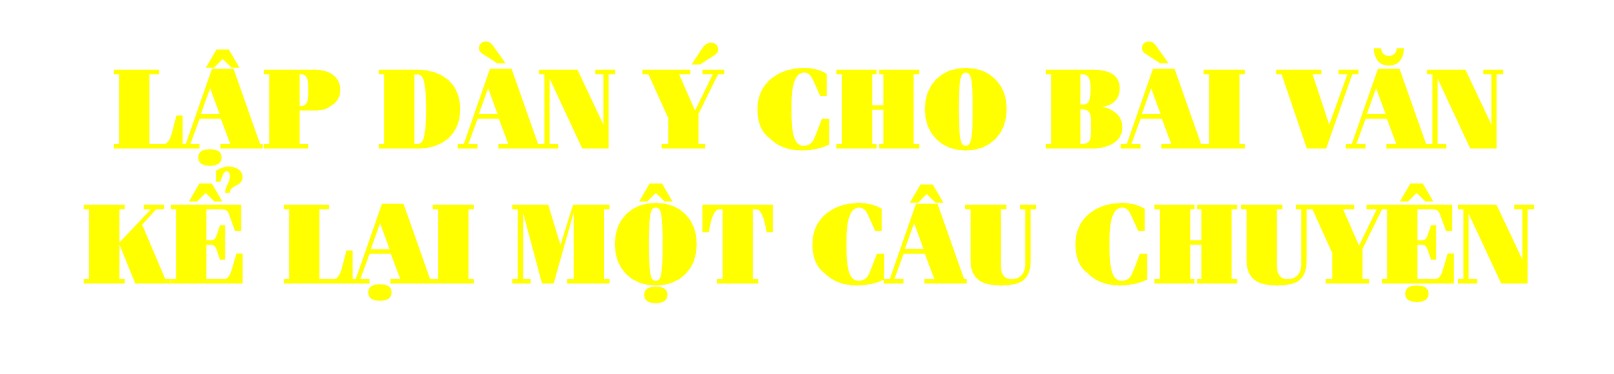 LẬP DÀN Ý CHO BÀI VĂN
KỂ LẠI MỘT CÂU CHUYỆN